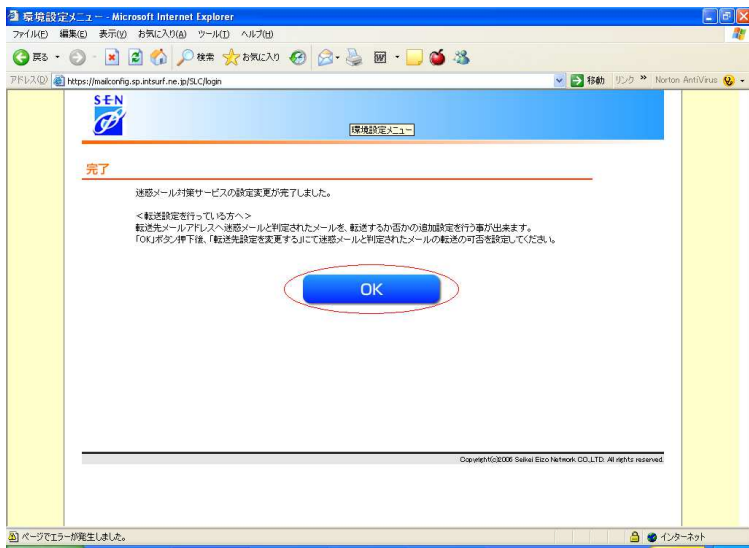 環境設定メニュー - Microsoft Internet Explorer
ファイル(F) 編集(E) 表示(V) お気に入り(A) ツール(T) ヘルプ(H)
戻る 検索 お気に入り
アドレス(D) https://mailconfig.sp.intsurf.ne.jp/SLC/login 移動 リンク » Norton AntiVirus
SEN
環境設定メニュー
完了
迷惑メール対策サービスの設定変更が完了しました。
＜転送設定を行っている方へ＞
転送先メールアドレスへ迷惑メールと判定されたメールを、転送するか否かの追加設定を行う事が出来ます。
「OK」ボタン押下後、「転送先設定を変更する」にて迷惑メールと判定されたメールの転送の可否を設定してください。
OK
Copyright(c)2006 Seikei Eizo Network CO.,LTD. All rights reserved.
ページでエラーが発生しました。 インターネット